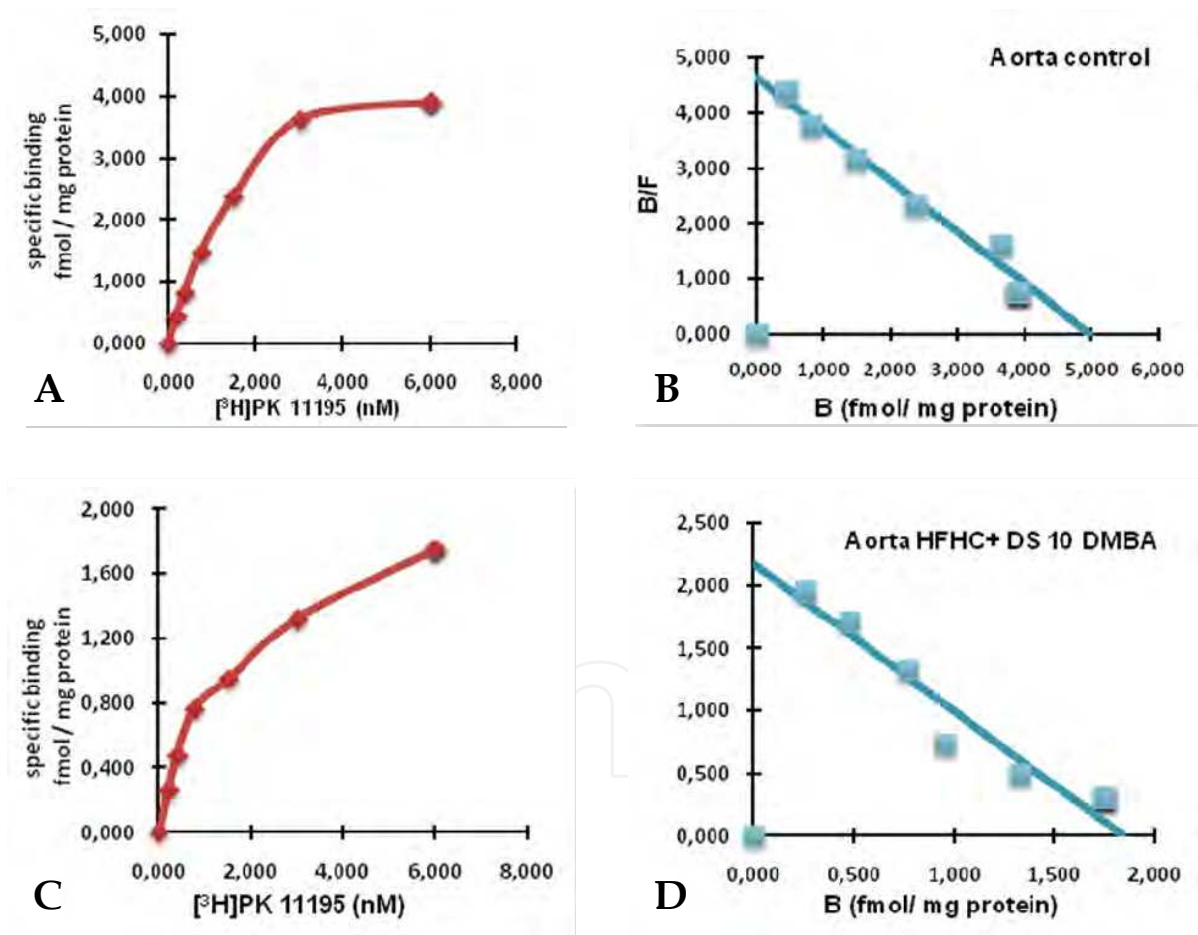 5,000
4,000
3,000
2,000
1,000
0,000
specific binding
fmol / mg protein
0,000 2,000 4,000 6,000 8,000
[³H]PK 11195 (nM)
A
Aorta control
5,000
4,000
3,000
2,000
1,000
0,000
B/F
0,000 1,000 2,000 3,000 4,000 5,000 6,000
B (fmol/ mg protein)
B
2,000
1,600
1,200
0,800
0,400
0,000
specific binding
fmol / mg protein
0,000 2,000 4,000 6,000 8,000
[³H]PK 11195 (nM)
C
Aorta HFHC+ DS 10 DMBA
2,500
2,000
1,500
1,000
0,500
0,000
0,000 0,500 1,000 1,500 2,000
B (fmol/ mg protein)
D